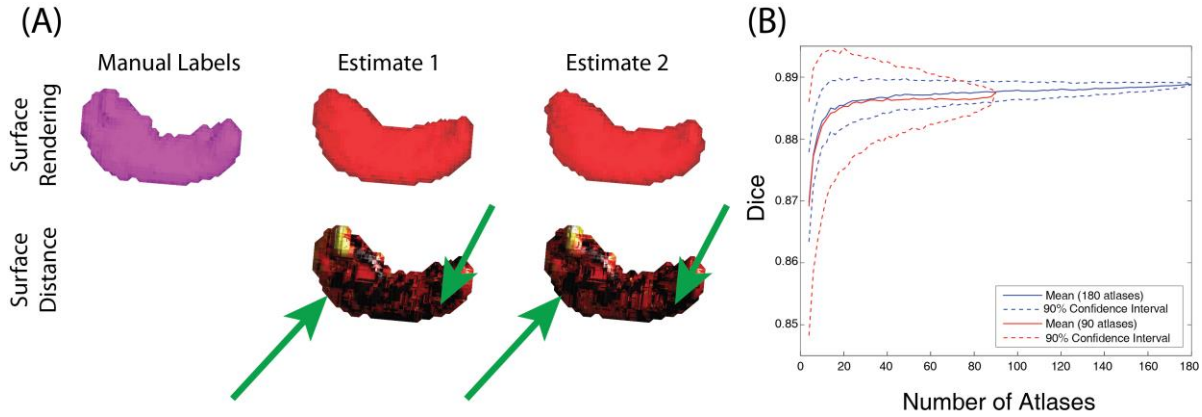 (A)
Manual Labels
Estimate 1
Estimate 2
Surface
Rendering
Surface
Distance
(B)
0.89
0.88
0.87
0.86
0.85
Dice
0
20
40
60
80
100
120
140
160
180
Number of Atlases
Mean (180 atlases)
90% Confidence Interval
Mean (90 atlases)
90% Confidence Interval